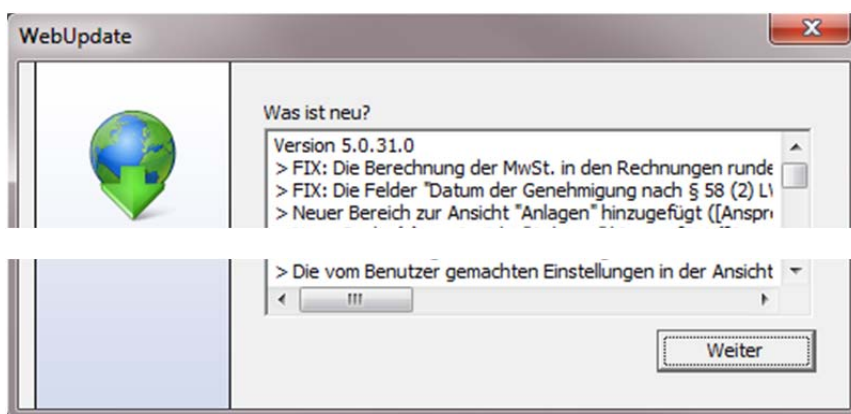 WebUpdate
Was ist neu?
Version 5.0.31.0
> FIX: Die Berechnung der MwSt. in den Rechnungen runde
> FIX: Die Felder "Datum der Genehmigung nach § 58 (2) LV
> Neuer Bereich zur Ansicht "Anlagen" hinzugefügt ([Anspre
> Die vom Benutzer gemachten Einstellungen in der Ansicht
Weiter